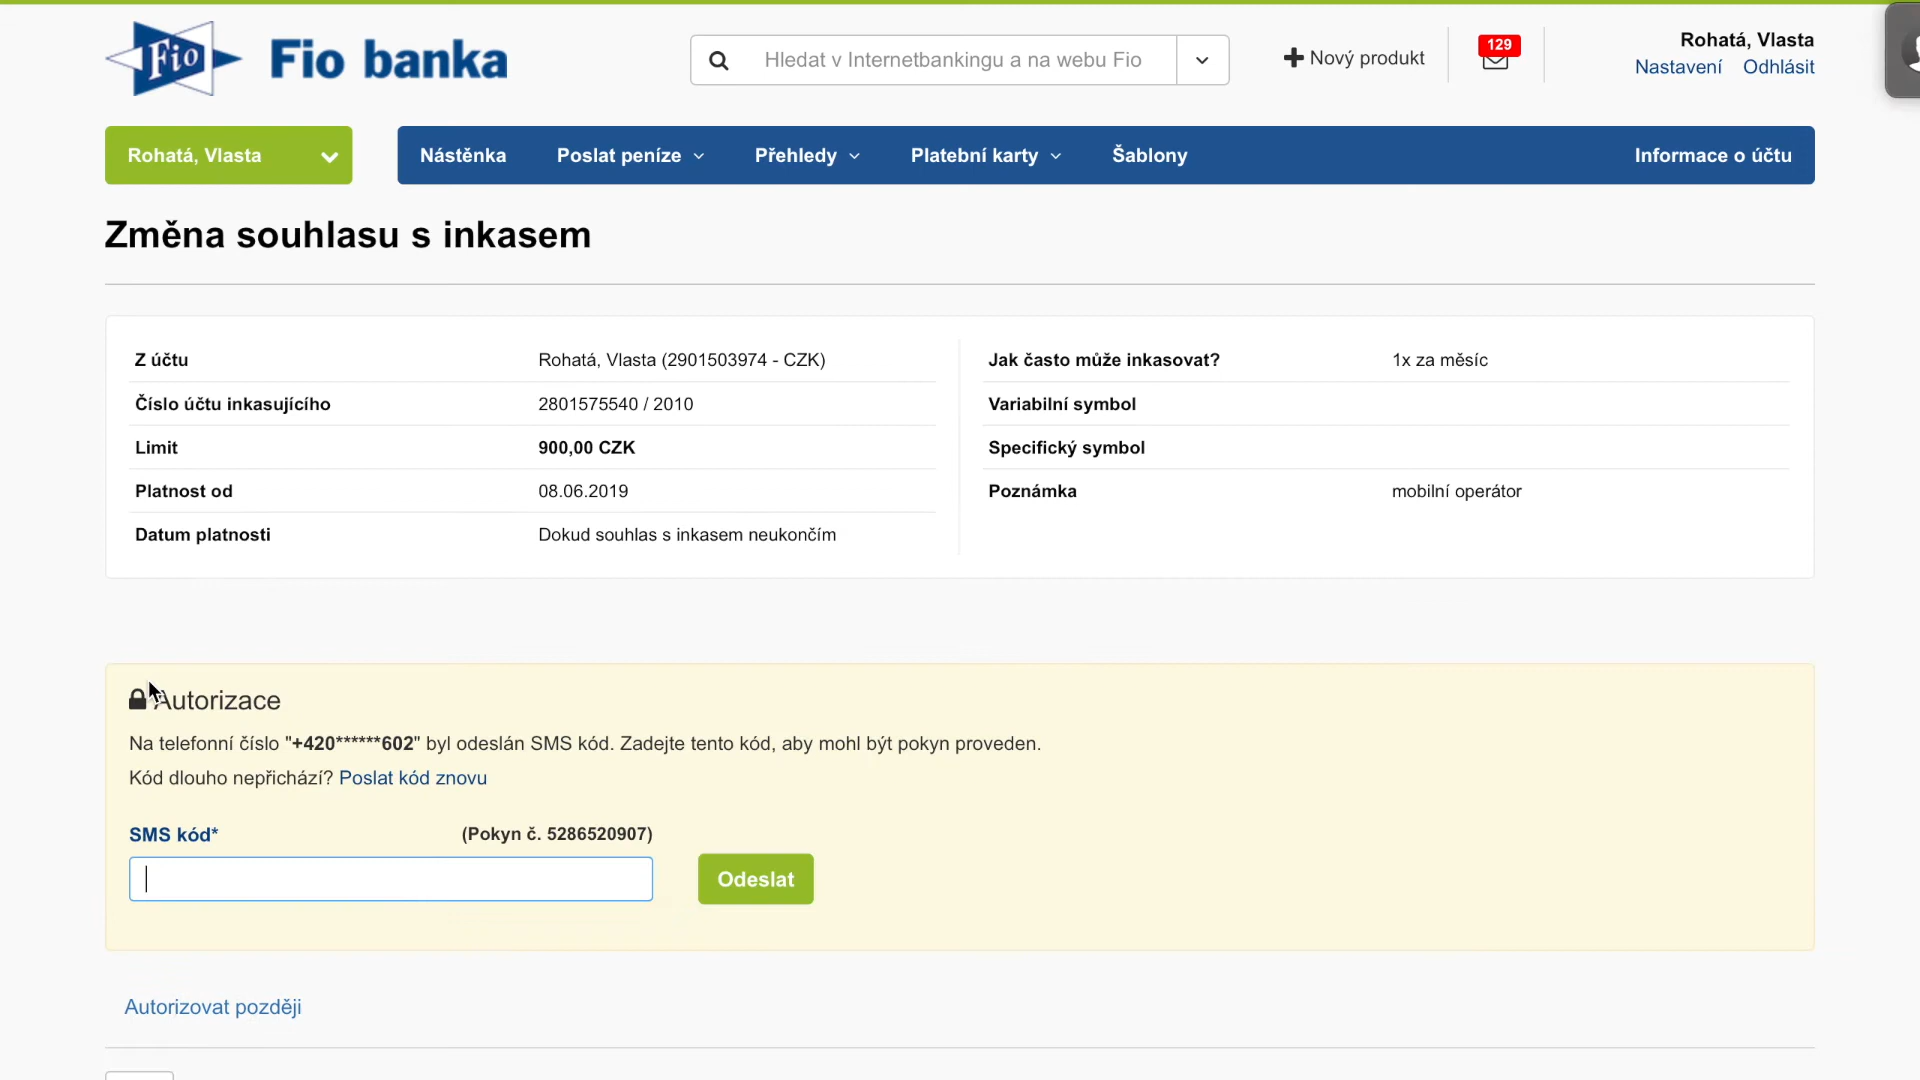 Fio Fio banka
Hledat v Internetbankingu a na webu Fio
Nový produkt
129
Rohatá, Vlasta
Nastavení Odhlásit
Rohatá, Vlasta
Nástěnka Poslat peníze Přehledy Platební karty Šablony Informace o účtu
Změna souhlasu s inkasem
Z účtu Rohatá, Vlasta (2901503974 - CZK)
Číslo účtu inkasujícího 2801575540 / 2010
Limit 900,00 CZK
Platnost od 08.06.2019
Datum platnosti Dokud souhlas s inkasem neukončím
Jak často může inkasovat? 1x za měsíc
Variabilní symbol
Specifický symbol
Poznámka mobilní operátor
Autorizace
Na telefonní číslo "+420******602" byl odeslán SMS kód. Zadejte tento kód, aby mohl být pokyn proveden.
Kód dlouho nepřichází? Poslat kód znovu
SMS kód* (Pokyn č. 5286520907)
Odeslat
Autorizovat později